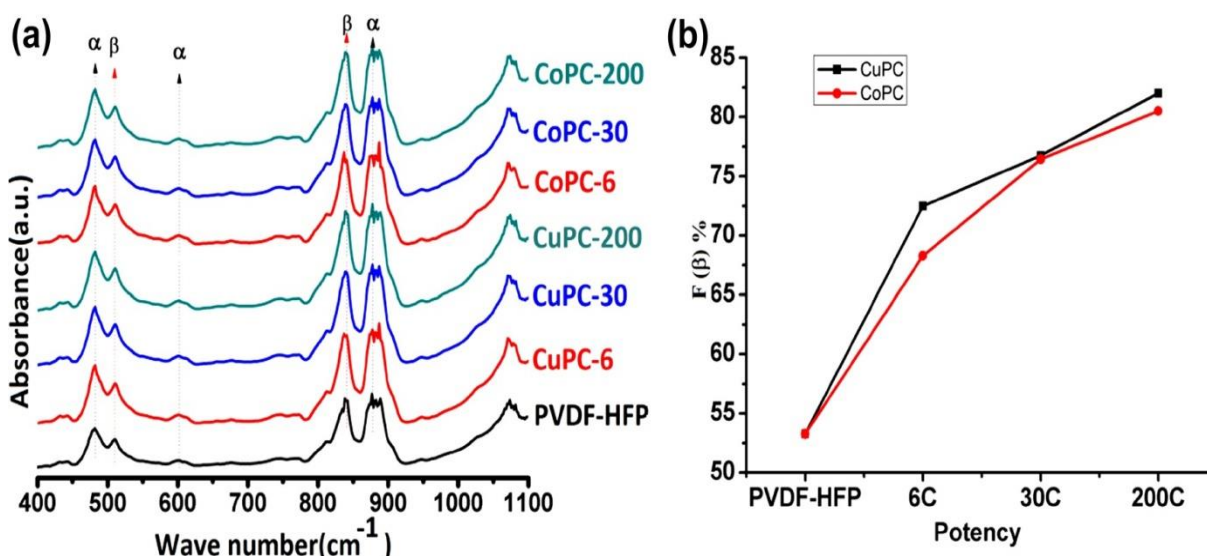 (a)
α
β
α
β
α
CoPC-200
CoPC-30
CoPC-6
CuPC-200
CuPC-30
CuPC-6
PVDF-HFP
Absorbance(a.u.)
400 500 600 700 800 900 1000 1100
Wave number(cm-1)
(b)
CuPC
CoPC
85
80
75
70
65
60
55
50
F (β) %
PVDF-HFP 6C 30C 200C
Potency